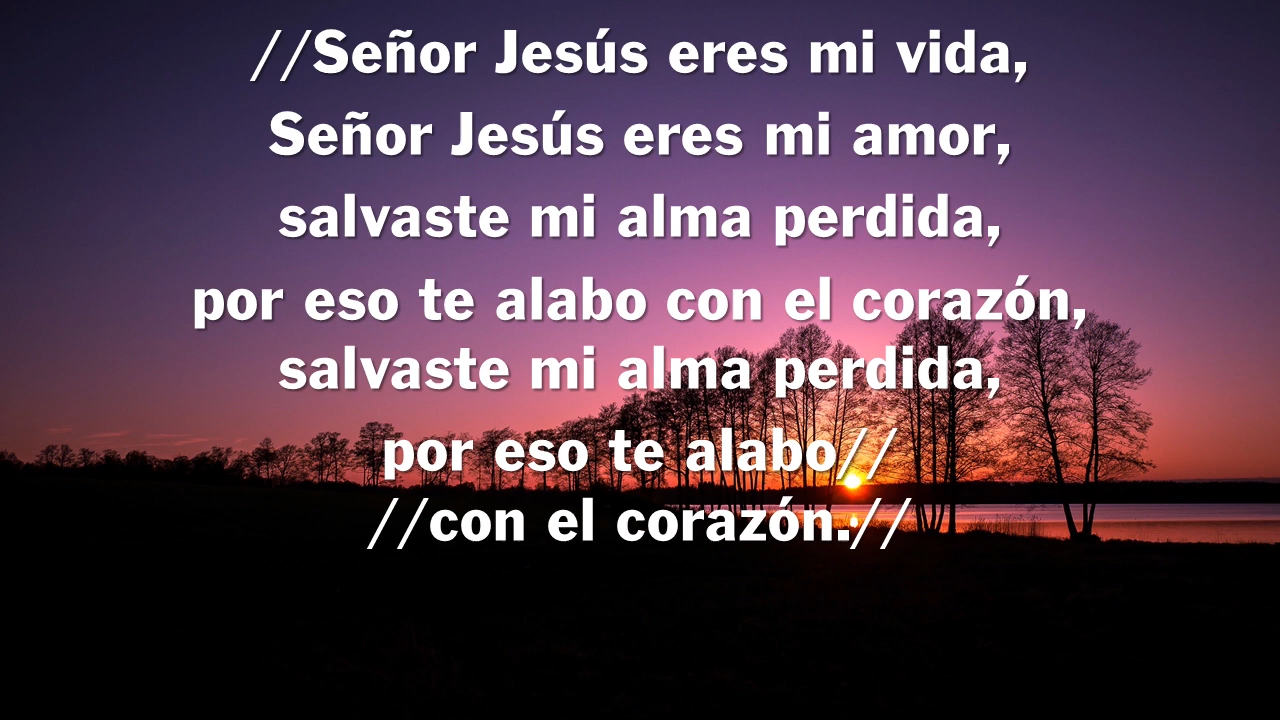 //Señor Jesús eres mi vida,
Señor Jesús eres mi amor,
salvaste mi alma perdida,
por eso te alabo con el corazón,
salvaste mi alma perdida,
por eso te alabo//
//con el corazón.//